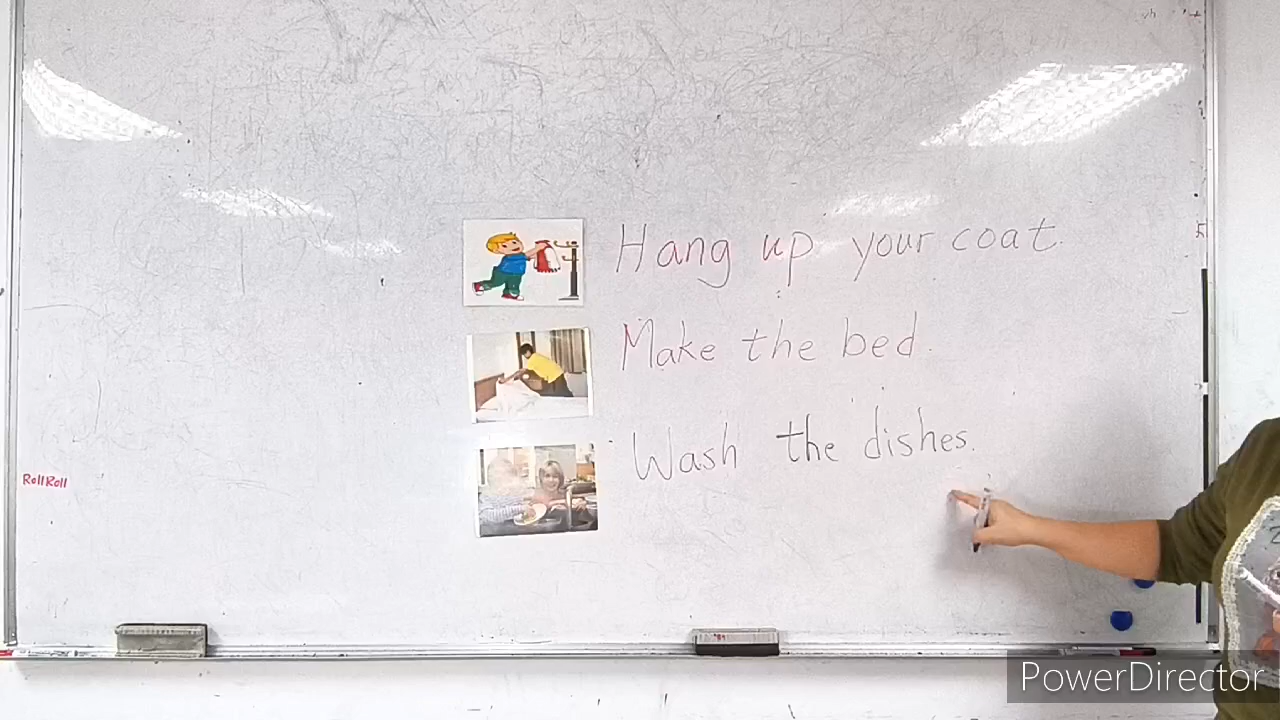 Hang up your coat.
Make the bed.
Wash the dishes.
RollRoll
PowerDirector